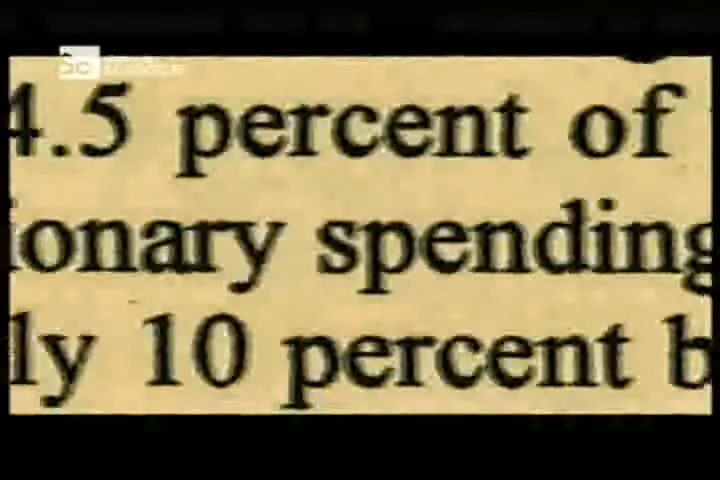 4.5 percent of
ionary spending
ly 10 percent b